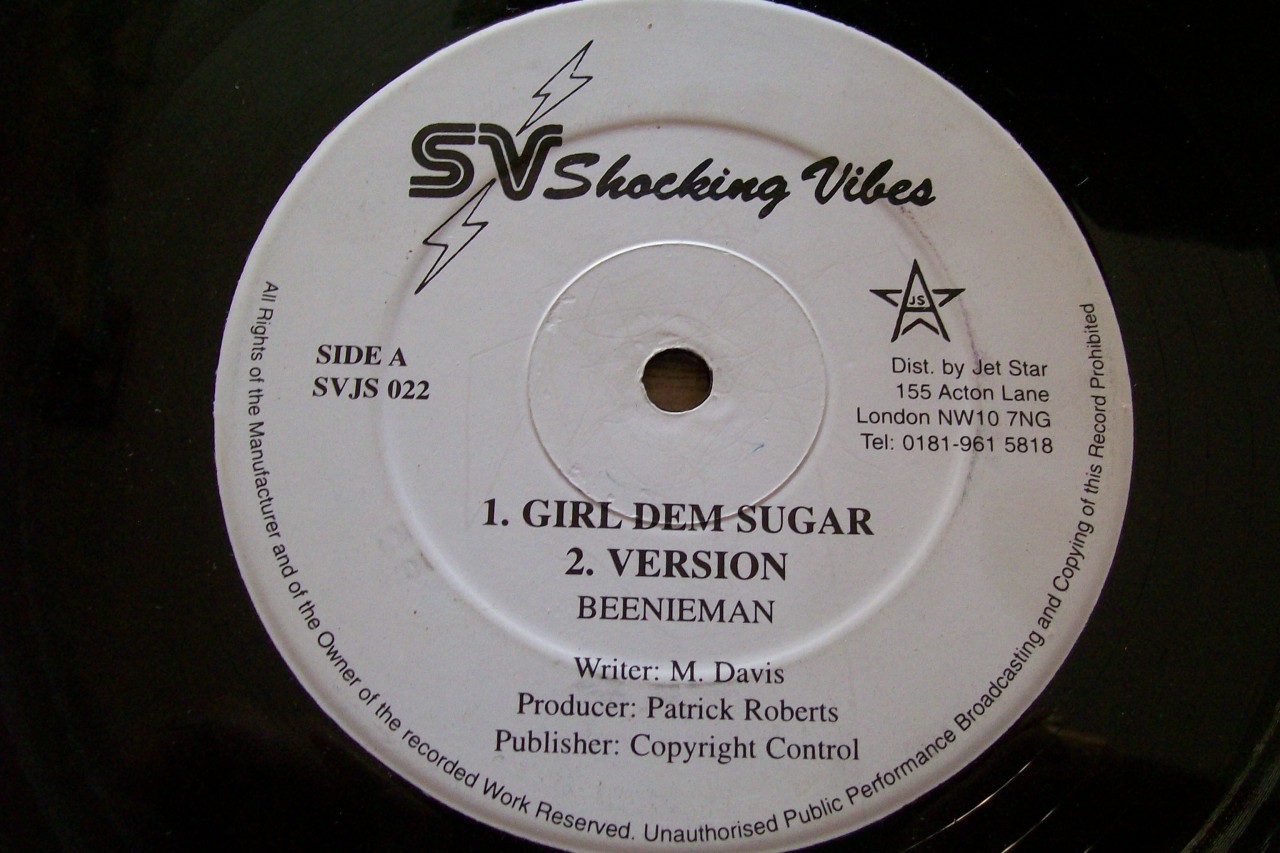 SV Shocking Vibes
JS
SIDE A
SVJS 022
Dist. by Jet Star
155 Acton Lane
London NW10 7NG
Tel: 0181-961 5818
1. GIRL DEM SUGAR
2. VERSION
BEENIEMAN
Writer: M. Davis
Producer: Patrick Roberts
Publisher: Copyright Control
All Rights of the Manufacturer and of the Owner of the recorded Work Reserved. Unauthorised Public Performance Broadcasting and Copying of this Record Prohibited